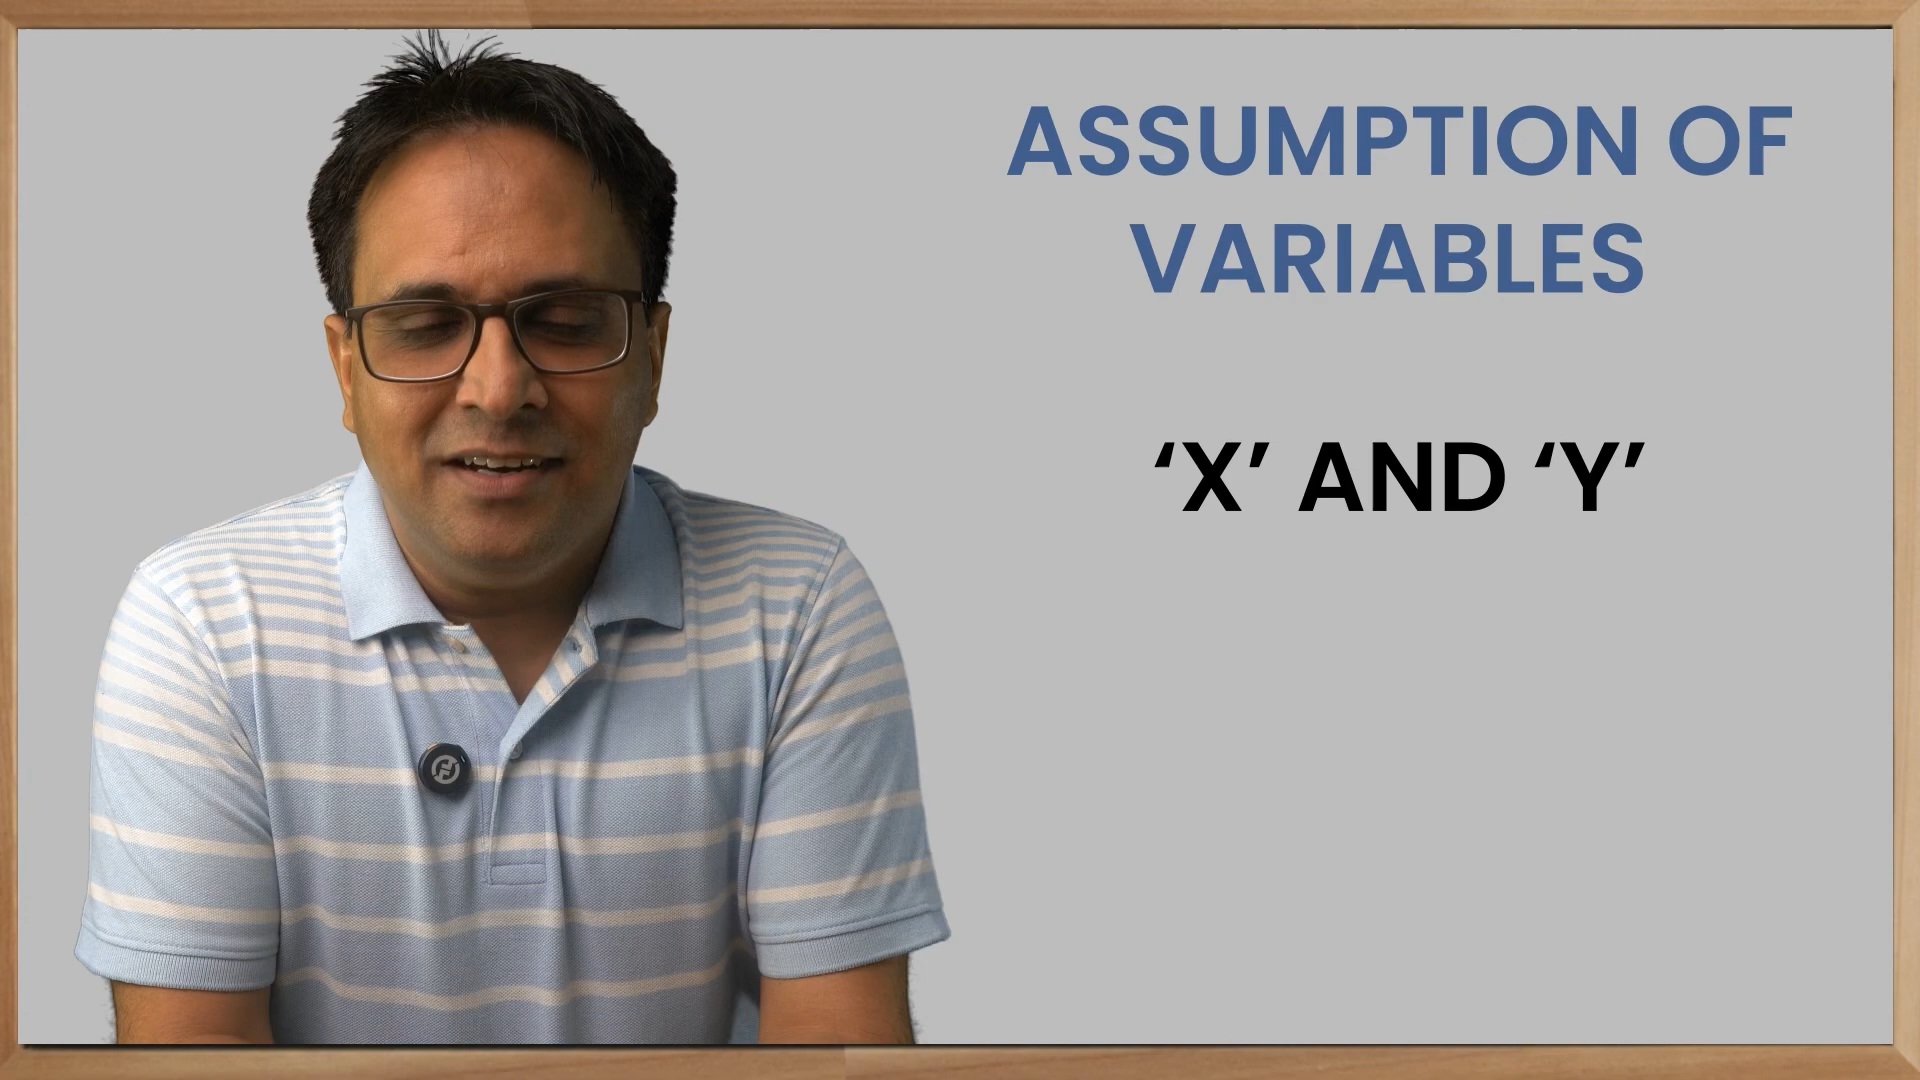 ASSUMPTION OF
VARIABLES
‘X’ AND ‘Y’